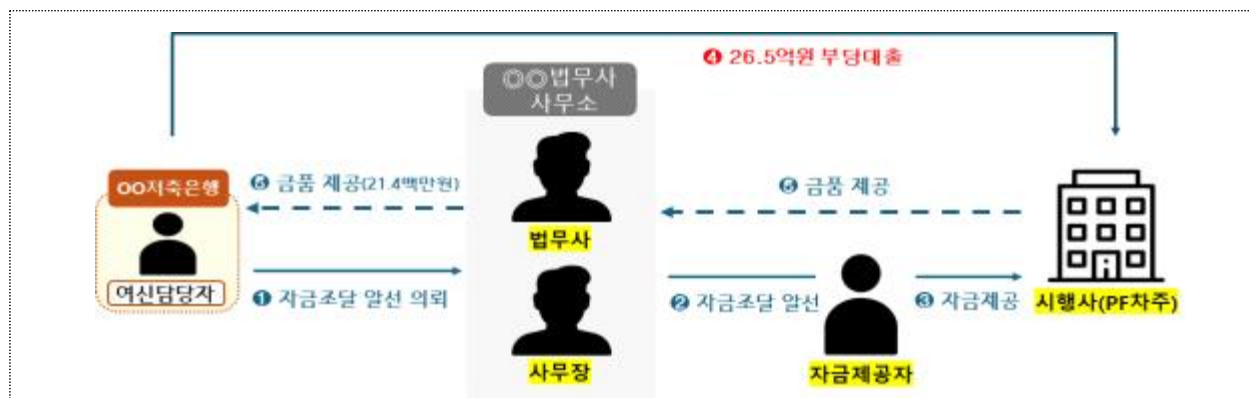 ❹ 26.5억원 부당대출
◎◎법무사
사무소
OO저축은행
여신담당자
❻ 금품 제공(21.4백만원)
❶ 자금조달 알선 의뢰
법무사
사무장
❺ 금품 제공
❷ 자금조달 알선
자금제공자
❸ 자금제공
시행사(PF차주)